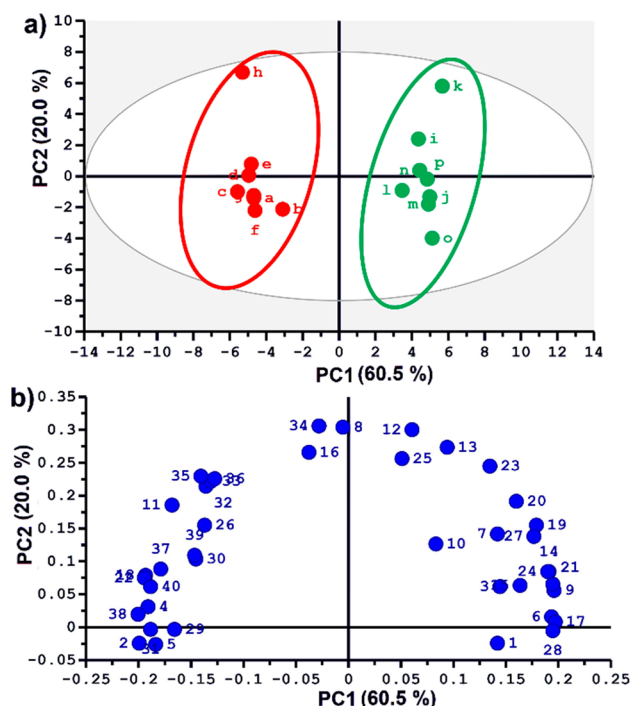 a)
PC2 (20.0 %)
10
8
6
4
2
0
-2
-4
-6
-8
-10
h
k
i
e
n
p
d
c
a
l
j
m
b
f
o
-14 -12 -10 -8 -6 -4 -2 0 2 4 6 8 10 12 14
PC1 (60.5 %)
b)
PC2 (20.0 %)
0.35
0.3
0.25
0.2
0.15
0.1
0.05
0
-0.05
34 8 12
16 25 13
35 36 33 23
11 32 20
26 7 27 19
39 10 14
37 30 24 21
18 22 40 9
38 4 6 17
2 31 5 29 1 28
-0.25 -0.2 -0.15 -0.1 -0.05 0 0.05 0.1 0.15 0.2 0.25
PC1 (60.5 %)